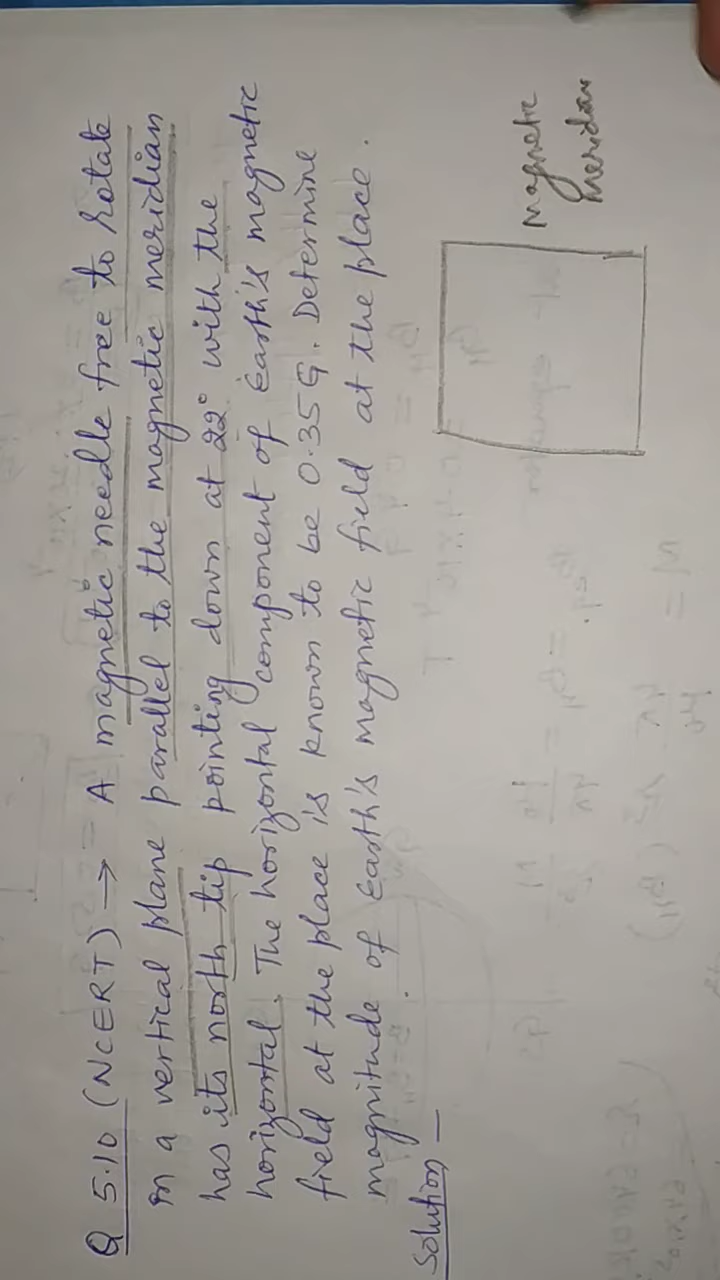 Q 5.10 (NCERT) → A magnetic needle free to rotate
in a vertical plane parallel to the magnetic meridian
has its north tip pointing down at 22° with the
horizontal. The horizontal component of Earth's magnetic
field at the place is known to be 0.35G. Determine
magnitude of Earth's magnetic field at the place.
Solution –
Magnetic
Meridian